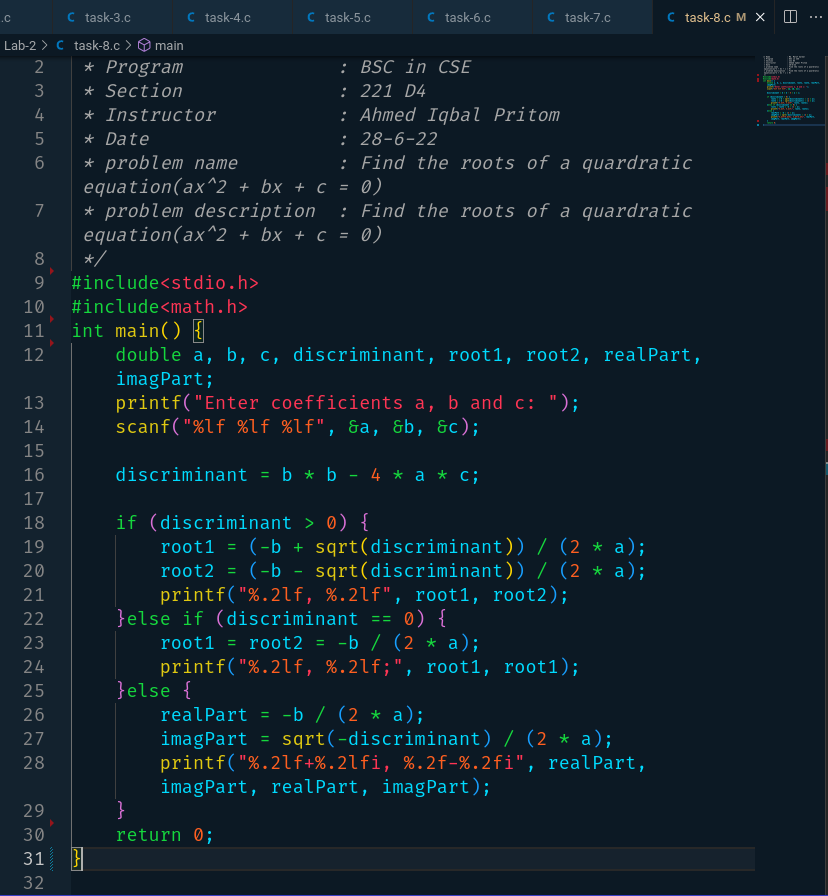 .c
C task-3.c
C task-4.c
C task-5.c
C task-6.c
C task-7.c
C task-8.c M ×
Lab-2 > C task-8.c > main
2 * Program : BSC in CSE
3 * Section : 221 D4
4 * Instructor : Ahmed Iqbal Pritom
5 * Date : 28-6-22
6 * problem name : Find the roots of a quardratic
equation(ax^2 + bx + c = 0)
7 * problem description : Find the roots of a quardratic
equation(ax^2 + bx + c = 0)
8 */
9 #include<stdio.h>
10 #include<math.h>
11 int main() {
12 double a, b, c, discriminant, root1, root2, realPart,
imagPart;
13 printf("Enter coefficients a, b and c: ");
14 scanf("%lf %lf %lf", &a, &b, &c);
15
16 discriminant = b * b - 4 * a * c;
17
18 if (discriminant > 0) {
19 root1 = (-b + sqrt(discriminant)) / (2 * a);
20 root2 = (-b - sqrt(discriminant)) / (2 * a);
21 printf("%.2lf, %.2lf", root1, root2);
22 }else if (discriminant == 0) {
23 root1 = root2 = -b / (2 * a);
24 printf("%.2lf, %.2lf;", root1, root1);
25 }else {
26 realPart = -b / (2 * a);
27 imagPart = sqrt(-discriminant) / (2 * a);
28 printf("%.2lf+%.2lfi, %.2f-%.2fi", realPart,
imagPart, realPart, imagPart);
29 }
30 return 0;
31 }
32